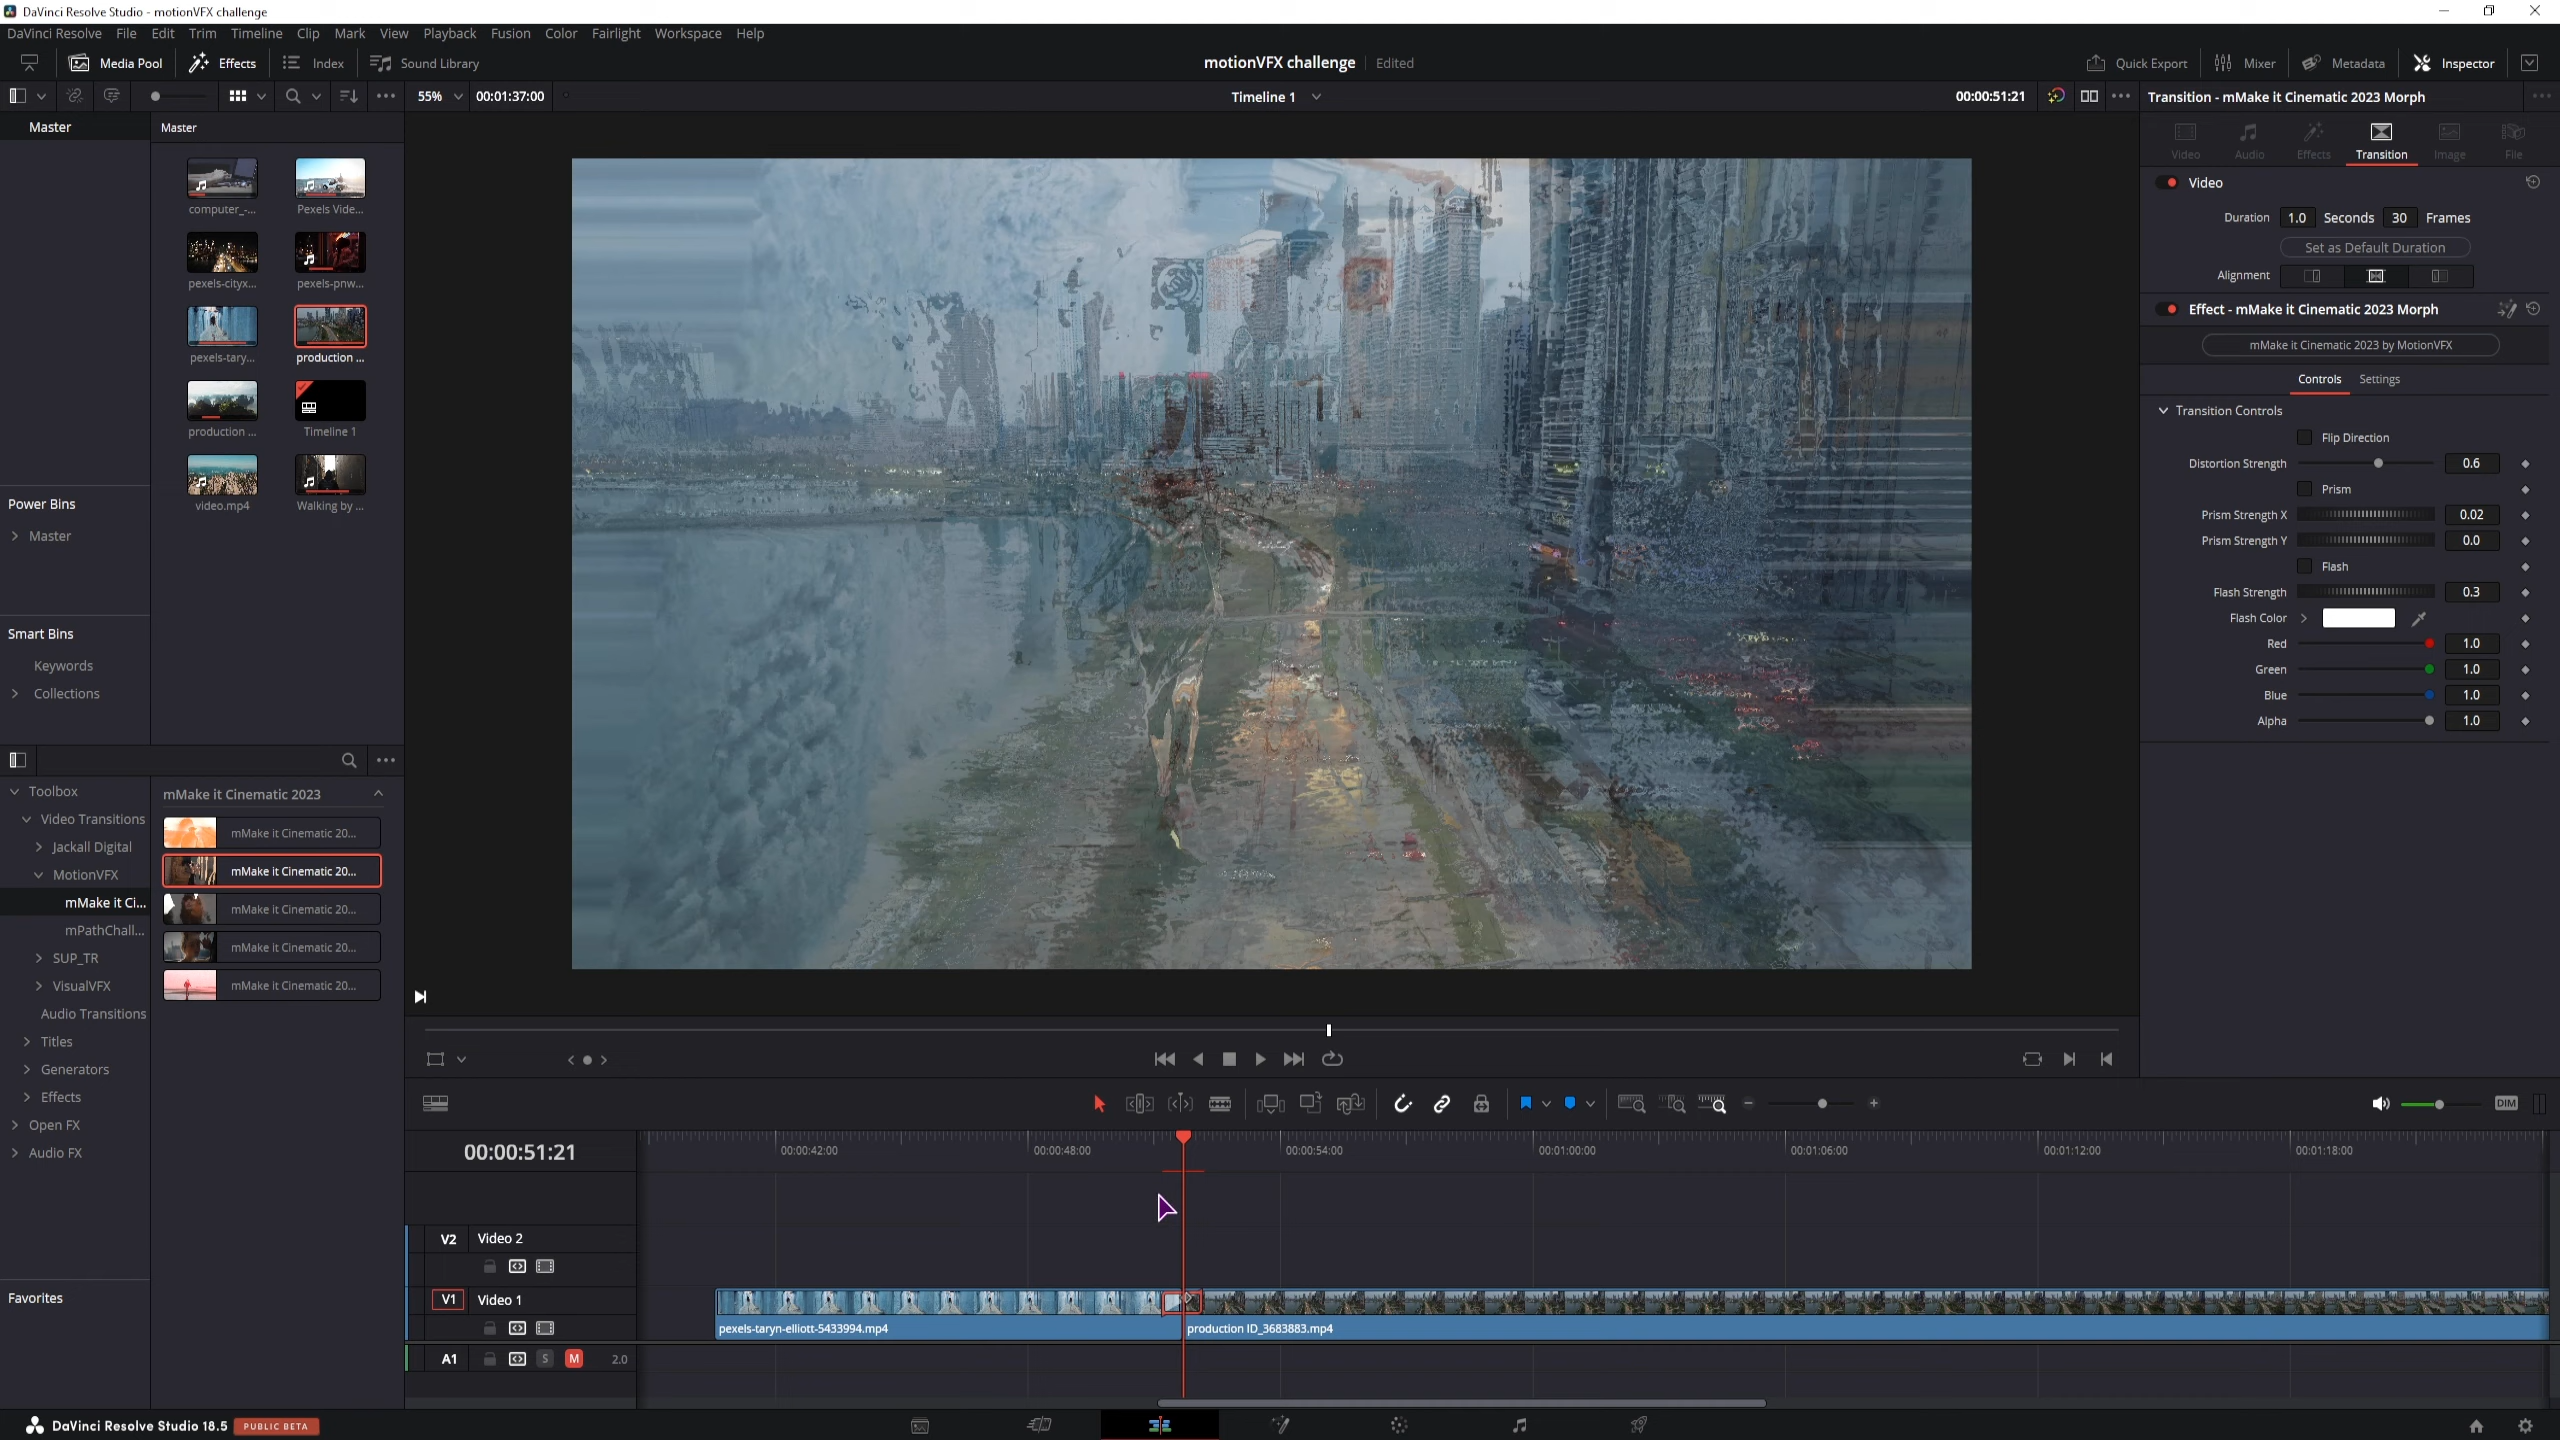 DaVinci Resolve Studio - motionVFX challenge
DaVinci Resolve File Edit Trim Timeline Clip Mark View Playback Fusion Color Fairlight Workspace Help
Media Pool Effects Index Sound Library
motionVFX challenge Edited
Quick Export Mixer Metadata Inspector
55% 00:01:37:00
Timeline 1
00:00:51:21
Transition - mMake it Cinematic 2023 Morph
Master
Master
computer_-...
Pexels Vide...
pexels-cityx...
pexels-pnw...
pexels-tary...
production ...
production ...
Timeline 1
video.mp4
Walking by ...
Power Bins
Master
Smart Bins
Keywords
Collections
Video Audio Effects Transition Image File
Video
Duration 1.0 Seconds 30 Frames
Set as Default Duration
Alignment
Effect - mMake it Cinematic 2023 Morph
mMake it Cinematic 2023 by MotionVFX
Controls Settings
Transition Controls
Flip Direction
Distortion Strength 0.6
Prism
Prism Strength X 0.02
Prism Strength Y 0.0
Flash
Flash Strength 0.3
Flash Color
Red 1.0
Green 1.0
Blue 1.0
Alpha 1.0
Toolbox
Video Transitions
Jackall Digital
MotionVFX
mMake it Ci...
mPathChall...
SUP_TR
VisualVFX
Audio Transitions
Titles
Generators
Effects
Open FX
Audio FX
Favorites
mMake it Cinematic 2023
mMake it Cinematic 20...
mMake it Cinematic 20...
mMake it Cinematic 20...
mMake it Cinematic 20...
mMake it Cinematic 20...
DIM
00:00:51:21
00:00:42:00 00:00:48:00 00:00:54:00 00:01:00:00 00:01:06:00 00:01:12:00 00:01:18:00
V2 Video 2
V1 Video 1
pexels-taryn-elliott-5433994.mp4
production ID_3683883.mp4
A1 S M 2.0
DaVinci Resolve Studio 18.5 PUBLIC BETA